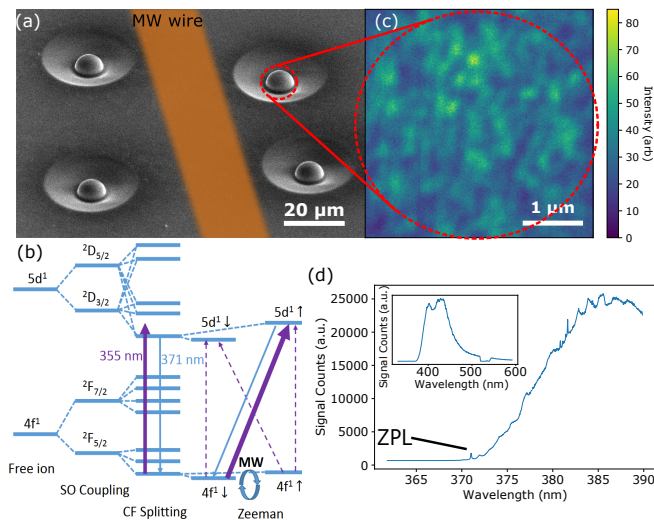 (a)
MW wire
20 µm
(c)
1 µm
80
70
60
50
40
30
20
10
0
Intensity (arb)
(b)
5d¹
²D₅/₂
²D₃/₂
355 nm
371 nm
5d¹ ↓
5d¹ ↑
4f¹
²F₇/₂
²F₅/₂
Free ion
SO Coupling
CF Splitting
4f¹ ↓
MW
4f¹ ↑
Zeeman
(d)
Signal Counts (a.u.)
25000
20000
15000
10000
5000
0
Signal Counts (a.u.)
400
500
600
Wavelength (nm)
ZPL
365
370
375
380
385
390
Wavelength (nm)